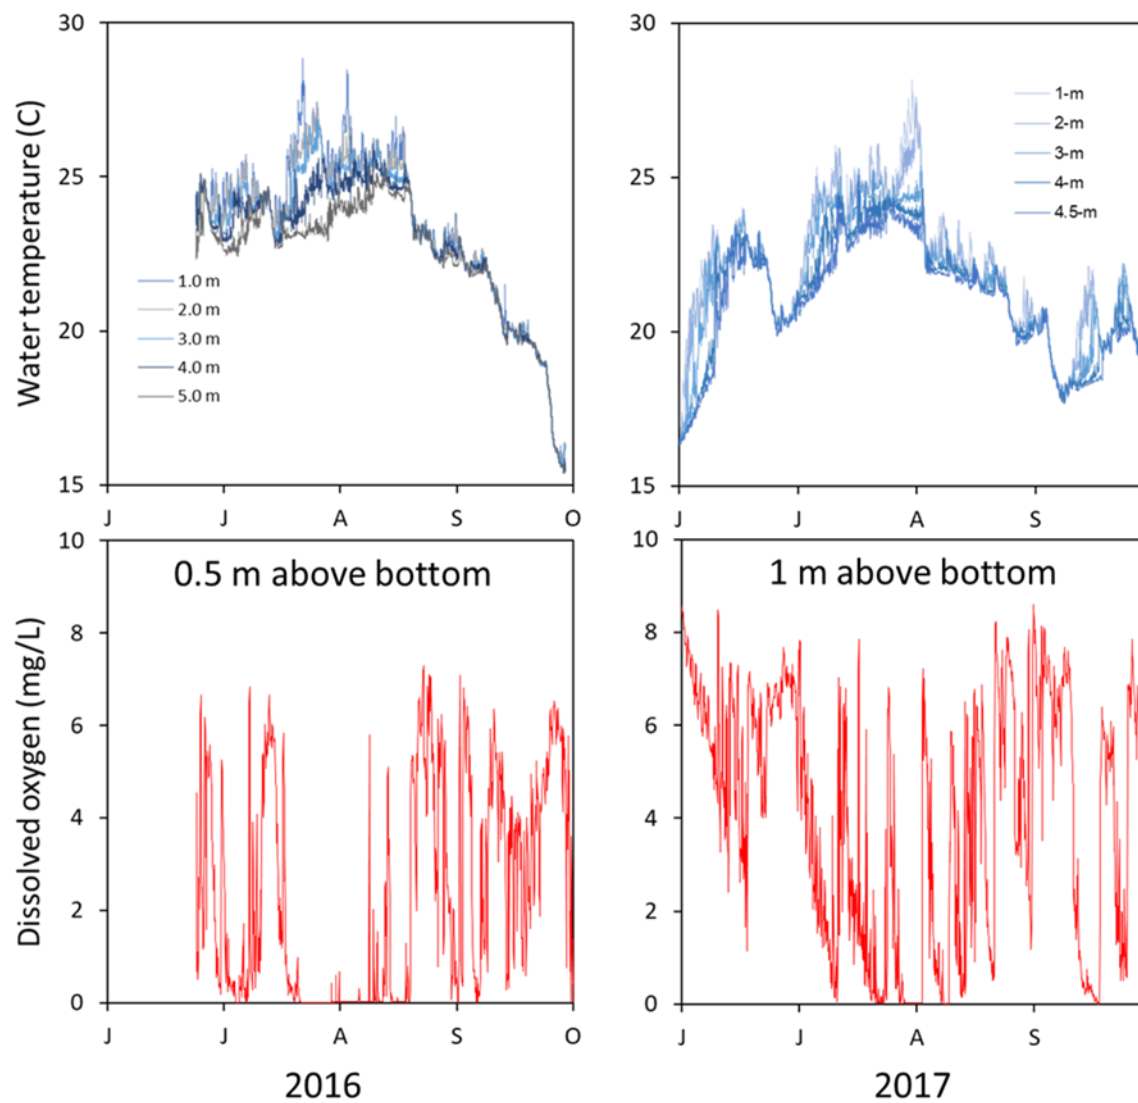 30
25
20
15
Water temperature (C)
1.0 m
2.0 m
3.0 m
4.0 m
5.0 m
J
J
A
S
O
30
25
20
15
1-m
2-m
3-m
4-m
4.5-m
J
J
A
S
10
8
6
4
2
0
Dissolved oxygen (mg/L)
0.5 m above bottom
J
J
A
S
O
2016
10
8
6
4
2
0
1 m above bottom
J
J
A
S
2017